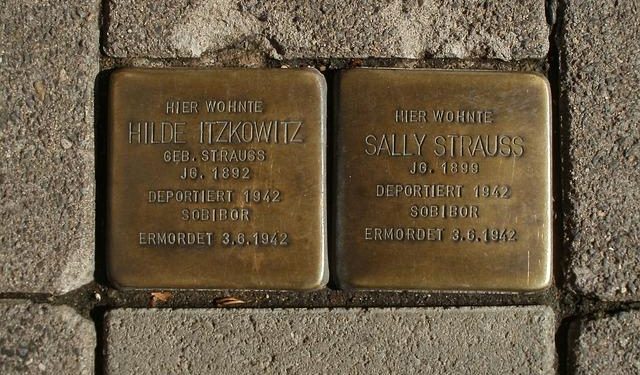 HIER WOHNTE
HILDE ITZKOWITZ
GEB. STRAUSS
JG. 1892
DEPORTIERT 1942
SOBIBOR
ERMORDET 3.6.1942
HIER WOHNTE
SALLY STRAUSS
JG. 1899
DEPORTIERT 1942
SOBIBOR
ERMORDET 3.6.1942